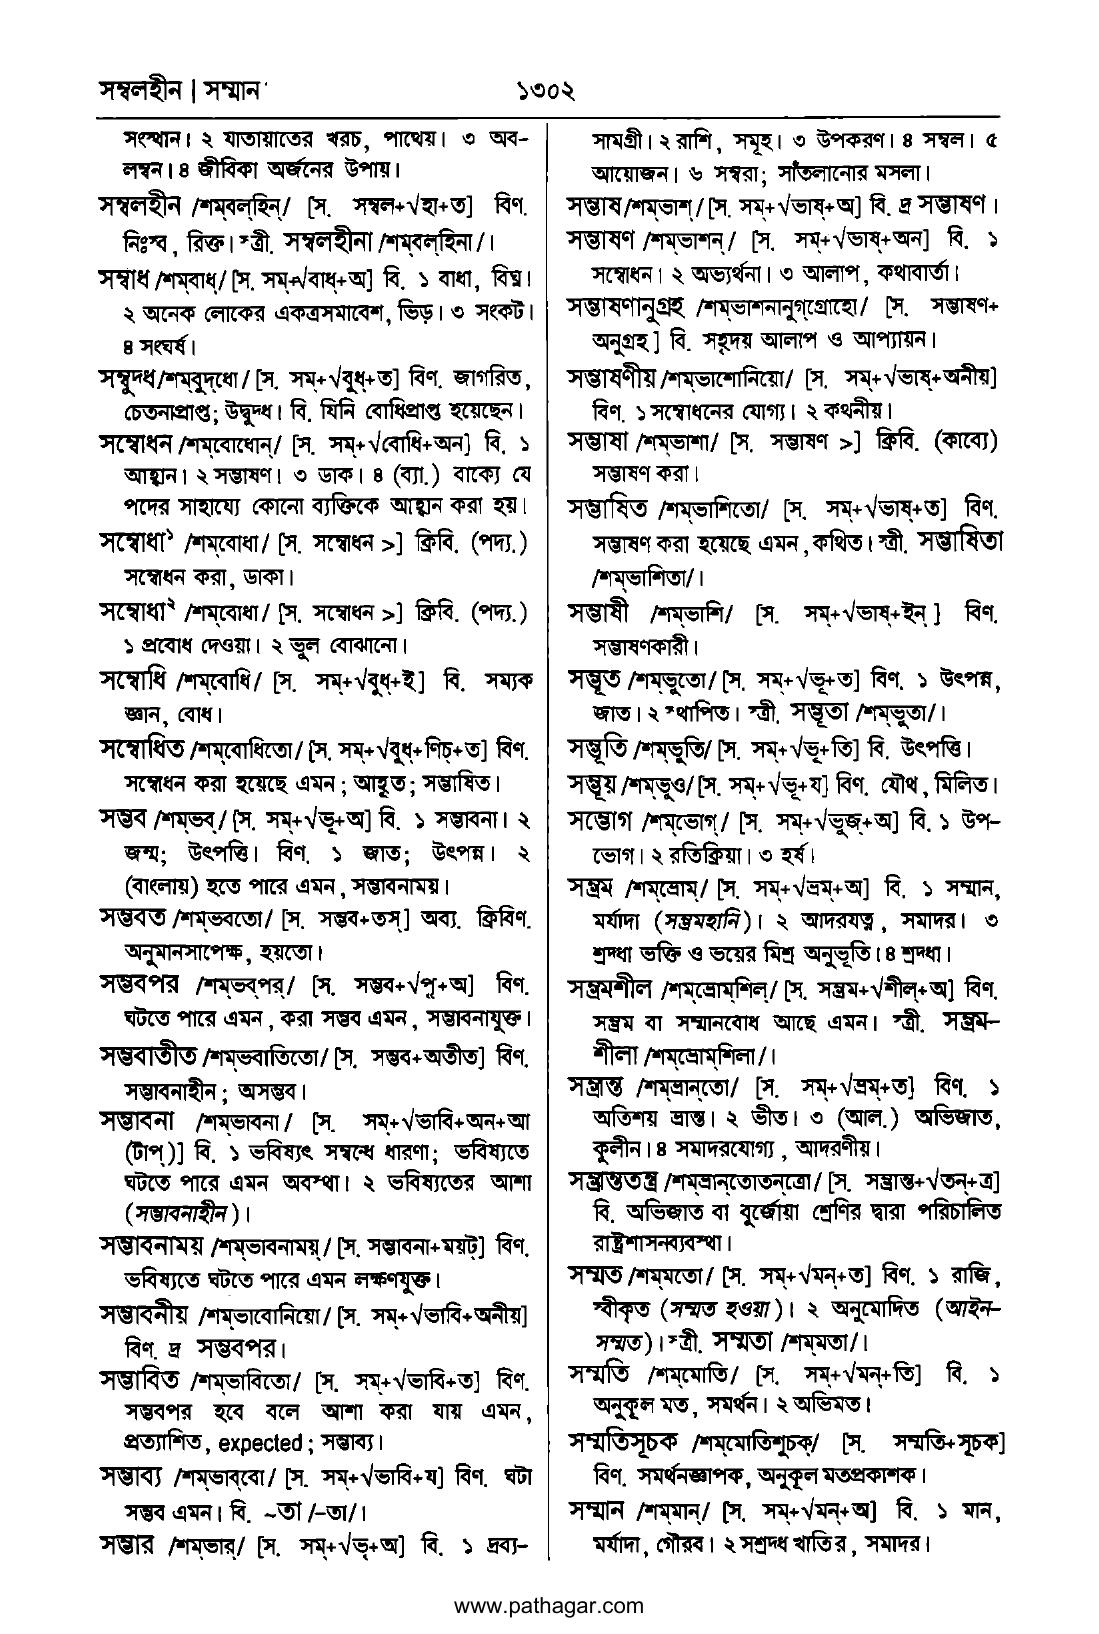 সম্বলহীন | সম্মান
১৩০২
সংস্থান। ২ যাতায়াতের খরচ, পাথেয়। ৩ অব-
লম্বন। ৪ জীবিকা অর্জনের উপায়।
সম্বলহীন /শম্‌বল্‌হিন্‌/ [স. সম্বল+√হা+ত] বিণ.
নিঃস্ব, রিক্ত। স্ত্রী. সম্বলহীনা /শম্‌বল্‌হিনা/।
সম্বাধ /শম্‌বাধ্‌/ [স. সম্‌+√বাধ্‌+অ] বি. ১ বাধা, বিঘ্ন।
২ অনেক লোকের একত্রসমাবেশ, ভিড়। ৩ সংকট।
৪ সংঘর্ষ।
সম্বুদ্ধ /শম্‌বুদ্‌ধো/ [স. সম্‌+√বুধ্‌+ত] বিণ. জাগরিত,
চেতনাপ্রাপ্ত; উদ্বুদ্ধ। বি. যিনি বোধিপ্রাপ্ত হয়েছেন।
সম্বোধন /শম্‌বোধোন্‌/ [স. সম্‌+√বোধি+অন] বি. ১
আহ্বান। ২ সম্ভাষণ। ৩ ডাক। ৪ (ব্যা.) বাক্যে যে
পদের সাহায্যে কোনো ব্যক্তিকে আহ্বান করা হয়।
সম্বোধা১ /শম্‌বোধা/ [স. সম্বোধন >] ক্রিবি. (পদ্য.)
সম্বোধন করা, ডাকা।
সম্বোধা২ /শম্‌বোধা/ [স. সম্বোধন >] ক্রিবি. (পদ্য.)
১ প্রবোধ দেওয়া। ২ ভুল বোঝানো।
সম্বোধি /শম্‌বোধি/ [স. সম্‌+√বুধ্‌+ই] বি. সম্যক
জ্ঞান, বোধ।
সম্বোধিত /শম্‌বোধিতো/ [স. সম্‌+√বুধ্‌+ণিচ্‌+ত] বিণ.
সম্বোধন করা হয়েছে এমন; আহূত; সম্ভাষিত।
সম্ভব /শম্‌ভব্‌/ [স. সম্‌+√ভূ+অ] বি. ১ সম্ভাবনা। ২
জন্ম; উৎপত্তি। বিণ. ১ জাত; উৎপন্ন। ২
(বাংলায়) হতে পারে এমন, সম্ভাবনাময়।
সম্ভবত /শম্‌ভবতো/ [স. সম্ভব+তস্‌] অব্য. ক্রিবিণ.
অনুমানসাপেক্ষ, হয়তো।
সম্ভবপর /শম্‌ভব্‌পর্‌/ [স. সম্ভব+√পৄ+অ] বিণ.
ঘটতে পারে এমন, করা সম্ভব এমন, সম্ভাবনাযুক্ত।
সম্ভবাতীত /শম্‌ভবাতিতো/ [স. সম্ভব+অতীত] বিণ.
সম্ভাবনাহীন; অসম্ভব।
সম্ভাবনা /শম্‌ভাবনা/ [স. সম্‌+√ভাবি+অন+আ
(টাপ্‌)] বি. ১ ভবিষ্যৎ সম্বন্ধে ধারণা; ভবিষ্যতে
ঘটতে পারে এমন অবস্থা। ২ ভবিষ্যতের আশা
(সম্ভাবনাহীন)।
সম্ভাবনাময় /শম্‌ভাবনাময়্‌/ [স. সম্ভাবনা+ময়ট্‌] বিণ.
ভবিষ্যতে ঘটতে পারে এমন লক্ষণযুক্ত।
সম্ভাবনীয় /শম্‌ভাবোনিয়ো/ [স. সম্‌+√ভাবি+অনীয়]
বিণ. দ্র সম্ভবপর।
সম্ভাবিত /শম্‌ভাবিতো/ [স. সম্‌+√ভাবি+ত] বিণ.
সম্ভবপর হবে বলে আশা করা যায় এমন,
প্রত্যাশিত, expected; সম্ভাব্য।
সম্ভাব্য /শম্‌ভাব্‌বো/ [স. সম্‌+√ভাবি+য] বিণ. ঘটা
সম্ভব এমন। বি. ~তা /–তা/।
সম্ভার /শম্‌ভার্‌/ [স. সম্‌+√ভৃ+অ] বি. ১ দ্রব্য-
সামগ্রী। ২ রাশি, সমূহ। ৩ উপকরণ। ৪ সম্বল। ৫
আয়োজন। ৬ সম্বরা; সাঁতলানোর মসলা।
সম্ভাষ /শম্‌ভাশ্‌/ [স. সম্‌+√ভাষ্‌+অ] বি. দ্র সম্ভাষণ।
সম্ভাষণ /শম্‌ভাশন্‌/ [স. সম্‌+√ভাষ্‌+অন] বি. ১
সম্বোধন। ২ অভ্যর্থনা। ৩ আলাপ, কথাবার্তা।
সম্ভাষণানুগ্রহ /শম্‌ভাশনানুগ্‌গ্রোহো/ [স. সম্ভাষণ+
অনুগ্রহ] বি. সহৃদয় আলাপ ও আপ্যায়ন।
সম্ভাষণীয় /শম্‌ভাশোনিয়ো/ [স. সম্‌+√ভাষ্‌+অনীয়]
বিণ. ১ সম্বোধনের যোগ্য। ২ কথনীয়।
সম্ভাষা /শম্‌ভাশা/ [স. সম্ভাষণ >] ক্রিবি. (কাব্যে)
সম্ভাষণ করা।
সম্ভাষিত /শম্‌ভাশিতো/ [স. সম্‌+√ভাষ্‌+ত] বিণ.
সম্ভাষণ করা হয়েছে এমন, কথিত। স্ত্রী. সম্ভাষিতা
/শম্‌ভাশিতা/।
সম্ভাষী /শম্‌ভাশি/ [স. সম্‌+√ভাষ্‌+ইন্‌] বিণ.
সম্ভাষণকারী।
সম্ভূত /শম্‌ভুতো/ [স. সম্‌+√ভূ+ত] বিণ. ১ উৎপন্ন,
জাত। ২ স্থাপিত। স্ত্রী. সম্ভূতা /শম্‌ভুতা/।
সম্ভূতি /শম্‌ভুতি/ [স. সম্‌+√ভূ+তি] বি. উৎপত্তি।
সম্ভূয় /শম্‌ভুও/ [স. সম্‌+√ভূ+য] বিণ. যৌথ, মিলিত।
সম্ভোগ /শম্‌ভোগ্‌/ [স. সম্‌+√ভুজ্‌+অ] বি. ১ উপ-
ভোগ। ২ রতিক্রিয়া। ৩ হর্ষ।
সম্ভ্রম /শম্‌ভ্রোম্‌/ [স. সম্‌+√ভ্রম্‌+অ] বি. ১ সম্মান,
মর্যাদা (সম্ভ্রমহানি)। ২ আদরযত্ন, সমাদর। ৩
শ্রদ্ধা ভক্তি ও ভয়ের মিশ্র অনুভূতি। ৪ শ্রদ্ধা।
সম্ভ্রমশীল /শম্‌ভ্রোম্‌শিল্‌/ [স. সম্ভ্রম+√শীল্‌+অ] বিণ.
সম্ভ্রম বা সম্মানবোধ আছে এমন। স্ত্রী. সম্ভ্রম-
শীলা /শম্‌ভ্রোম্‌শিলা/।
সম্ভ্রান্ত /শম্‌ভ্রান্‌তো/ [স. সম্‌+√ভ্রম্‌+ত] বিণ. ১
অতিশয় ভ্রান্ত। ২ ভীত। ৩ (আল.) অভিজাত,
কুলীন। ৪ সমাদরযোগ্য, আদরণীয়।
সম্ভ্রান্ততন্ত্র /শম্‌ভ্রান্‌তোতন্‌ত্রো/ [স. সম্ভ্রান্ত+√তন্‌+ত্র]
বি. অভিজাত বা বুর্জোয়া শ্রেণির দ্বারা পরিচালিত
রাষ্ট্রশাসনব্যবস্থা।
সম্মত /শম্‌মতো/ [স. সম্‌+√মন্‌+ত] বিণ. ১ রাজি,
স্বীকৃত (সম্মত হওয়া)। ২ অনুমোদিত (আইন-
সম্মত)। স্ত্রী. সম্মতা /শম্‌মতা/।
সম্মতি /শম্‌মোতি/ [স. সম্‌+√মন্‌+তি] বি. ১
অনুকূল মত, সমর্থন। ২ অভিমত।
সম্মতিসূচক /শম্‌মোতিশুচক্‌/ [স. সম্মতি+সূচক]
বিণ. সমর্থনজ্ঞাপক, অনুকূল মতপ্রকাশক।
সম্মান /শম্‌মান্‌/ [স. সম্‌+√মন্‌+অ] বি. ১ মান,
মর্যাদা, গৌরব। ২ সশ্রদ্ধ খাতির, সমাদর।
www.pathagar.com